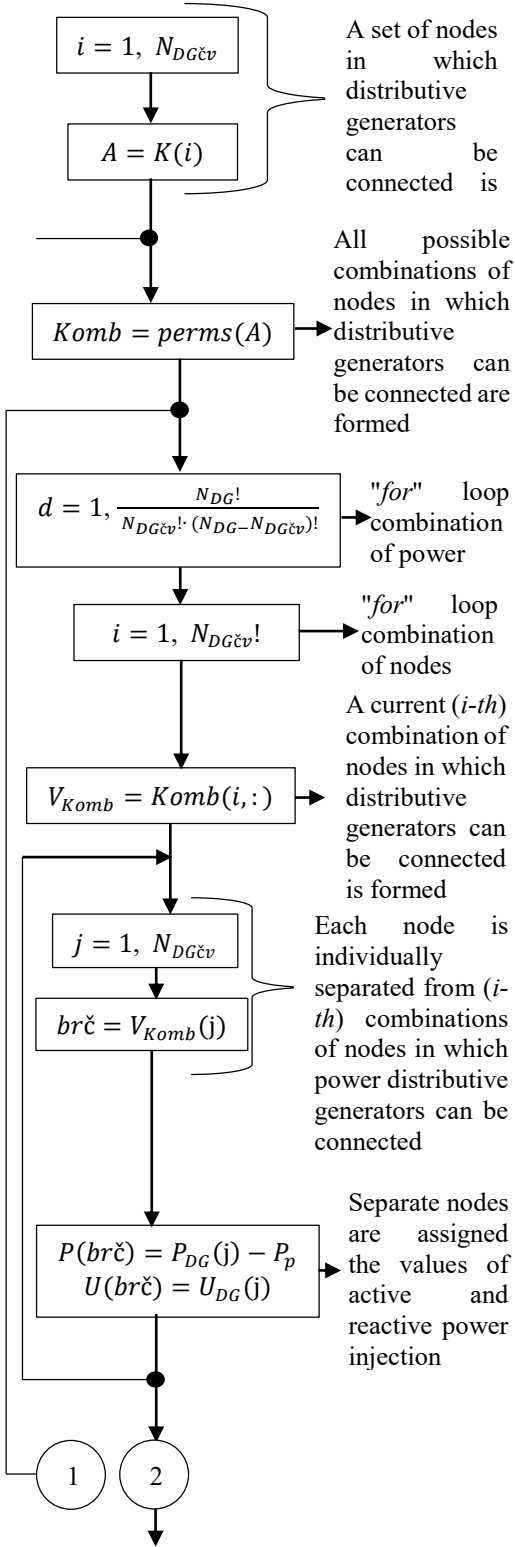 i = 1, N_DGčv
A = K(i)
A set of nodes
in which
distributive
generators
can be
connected is
Komb = perms(A)
All possible
combinations of
nodes in which
distributive
generators can
be connected are
formed
d = 1, N_DG! / N_DGčv!· (N_DG−N_DGčv)!
"for" loop
combination
of power
i = 1, N_DGčv!
"for" loop
combination
of nodes
V_Komb = Komb(i,:)
A current (i-th)
combination of
nodes in which
distributive
generators can
be connected
is formed
j = 1, N_DGčv
brč = V_Komb(j)
Each node is
individually
separated from (i-
th) combinations
of nodes in which
power distributive
generators can be
connected
P(brč) = P_DG(j) − P_p
U(brč) = U_DG(j)
Separate nodes
are assigned
the values of
active and
reactive power
injection
1
2